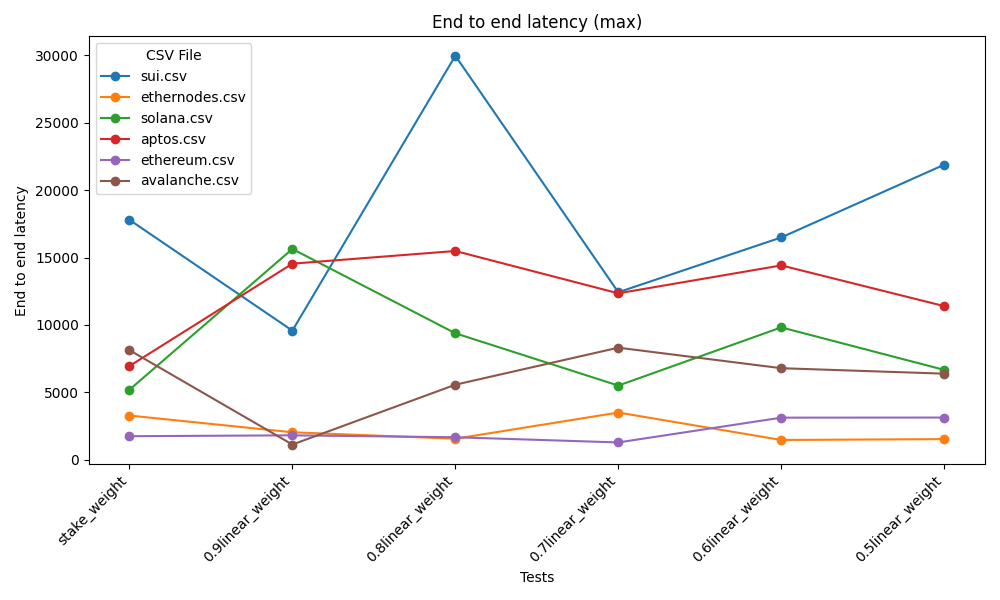 End to end latency (max)
CSV File
sui.csv
ethernodes.csv
solana.csv
aptos.csv
ethereum.csv
avalanche.csv
End to end latency
30000
25000
20000
15000
10000
5000
0
stake_weight
0.9linear_weight
0.8linear_weight
0.7linear_weight
0.6linear_weight
0.5linear_weight
Tests